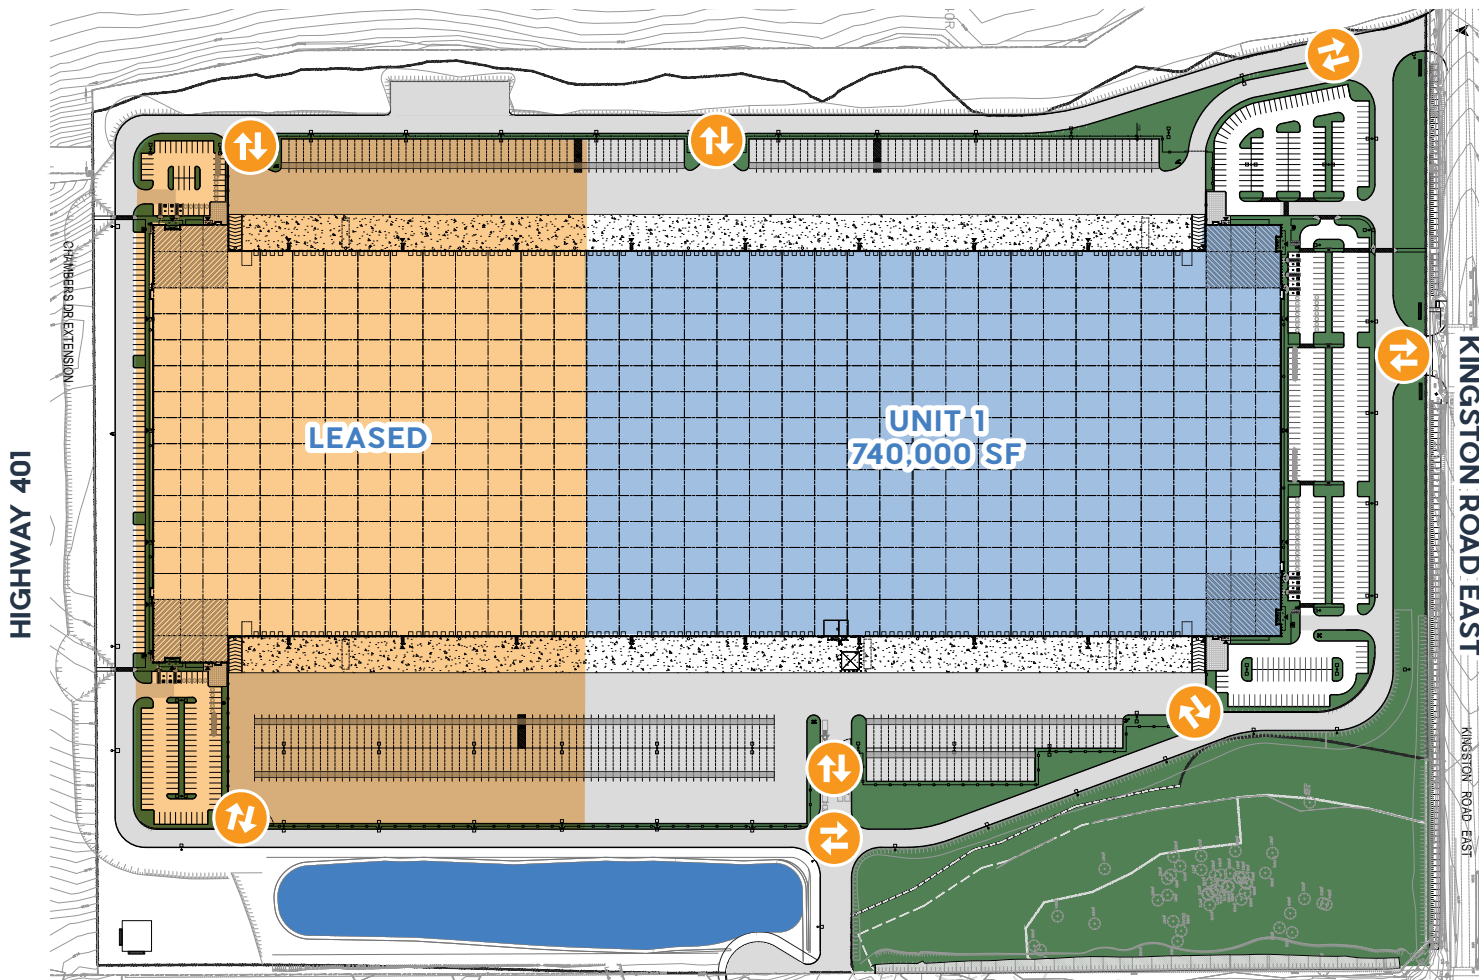 HIGHWAY 401
CHAMBERS DR EXTENSION
LEASED
UNIT 1
740,000 SF
KINGSTON ROAD EAST
KINGSTON ROAD EAST